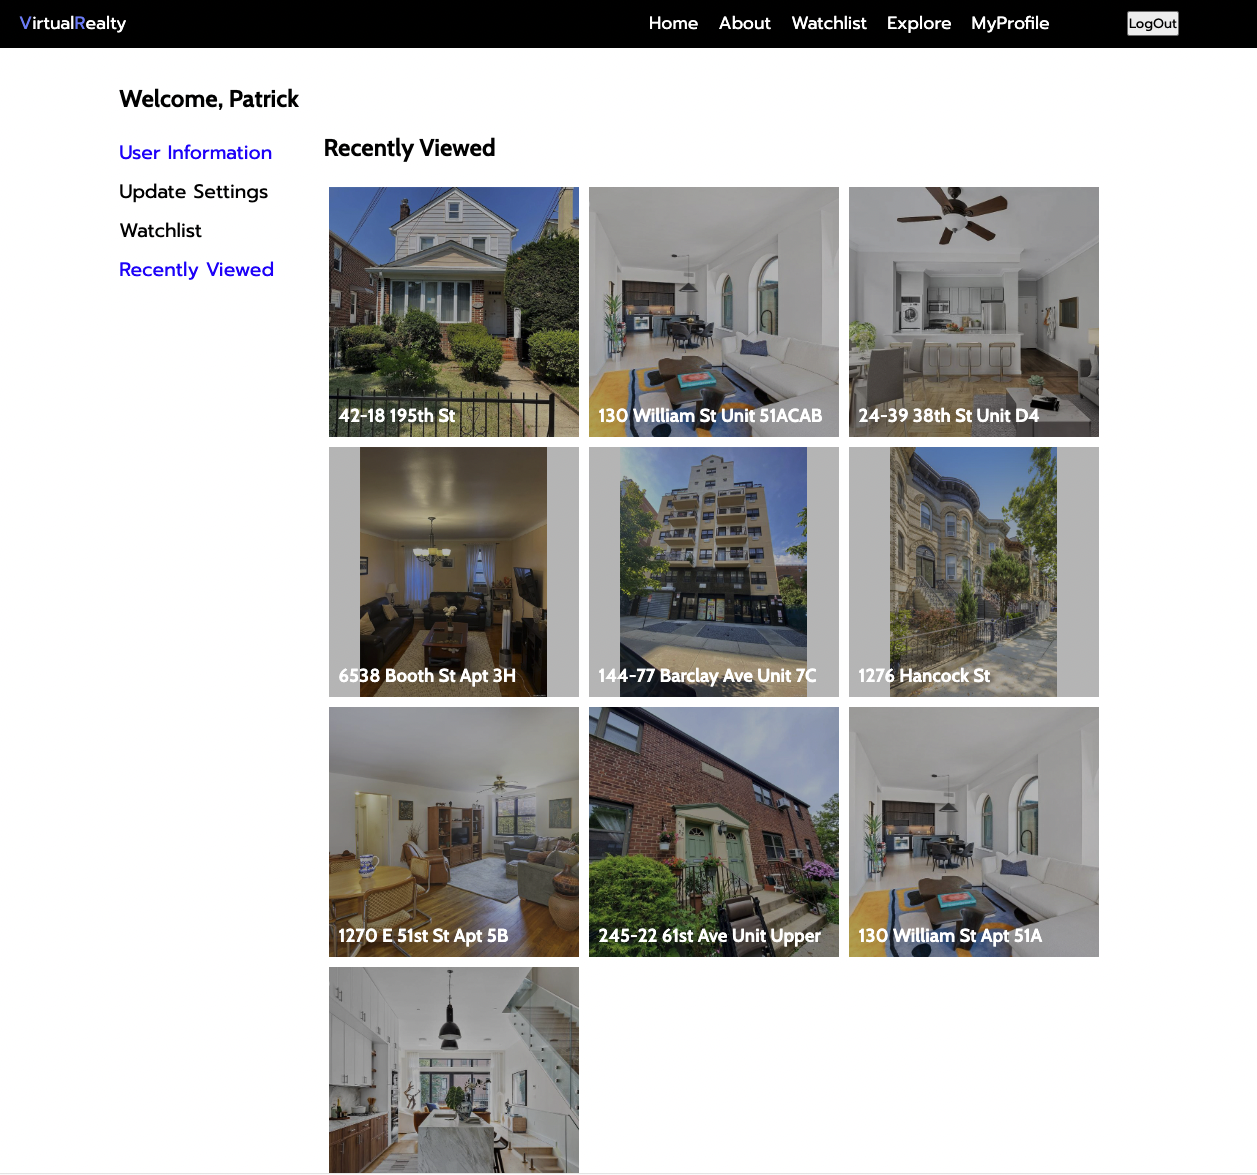 VirtualRealty
Home About Watchlist Explore MyProfile LogOut
Welcome, Patrick
User Information
Update Settings
Watchlist
Recently Viewed
Recently Viewed
42-18 195th St
130 William St Unit 51ACAB
24-39 38th St Unit D4
6538 Booth St Apt 3H
144-77 Barclay Ave Unit 7C
1276 Hancock St
1270 E 51st St Apt 5B
245-22 61st Ave Unit Upper
130 William St Apt 51A